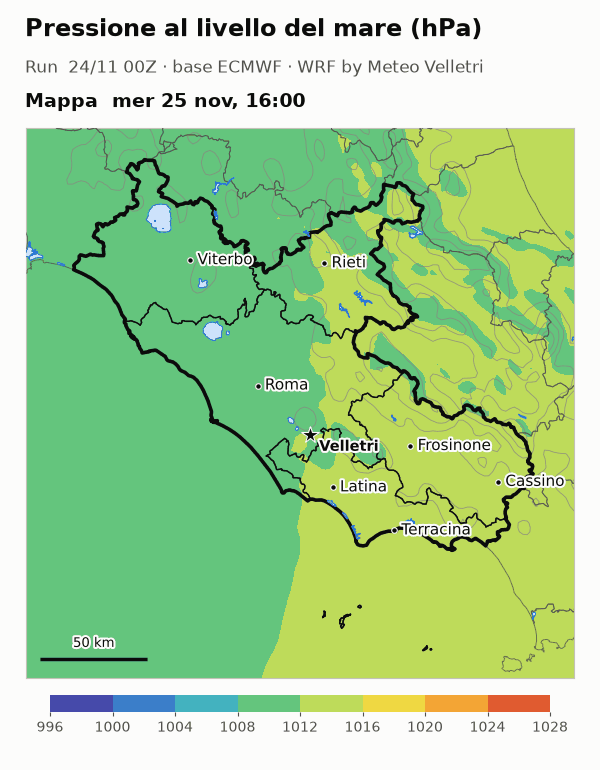 Pressione al livello del mare (hPa)
Run  24/11 00Z · base ECMWF · WRF by Meteo Velletri
Mappa  mer 25 nov, 16:00
Viterbo
Rieti
Roma
Velletri
Frosinone
Cassino
Latina
Terracina
50 km
996 1000 1004 1008 1012 1016 1020 1024 1028